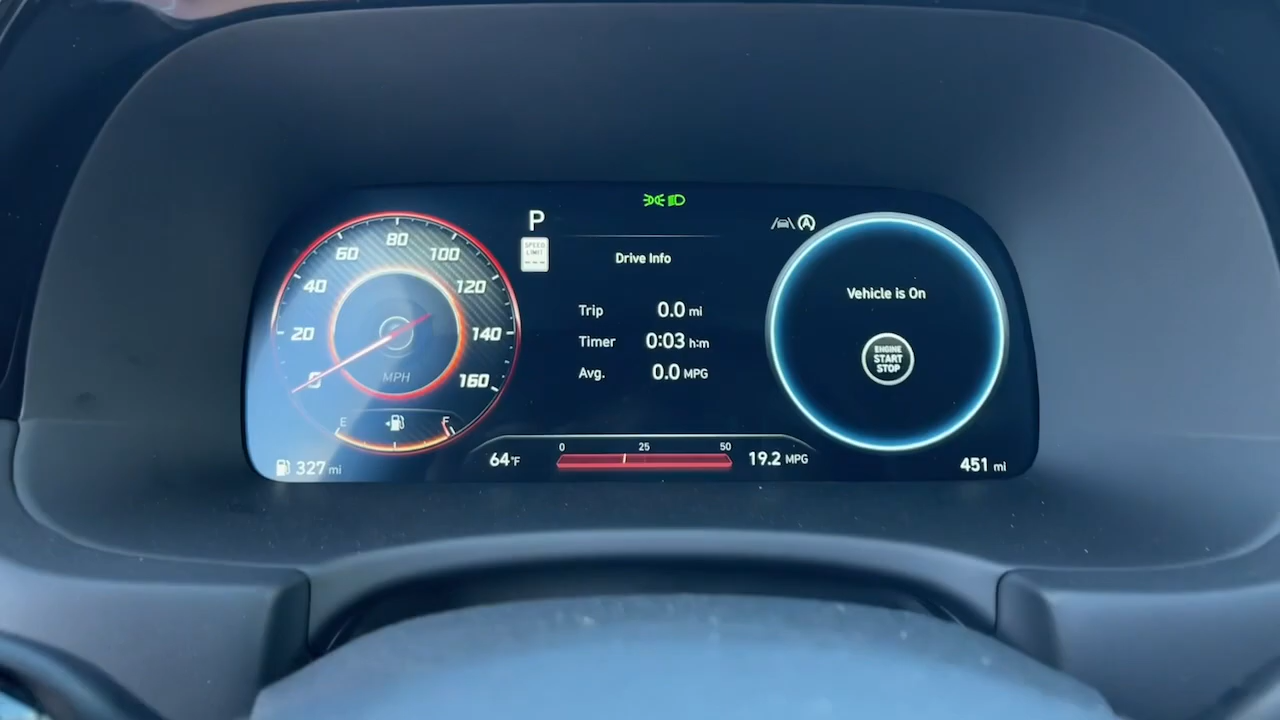 P
SPEED
LIMIT
---
Drive Info
Trip 0.0 mi
Timer 0:03 h:m
Avg. 0.0 MPG
0 20 40 60 80 100 120 140 160
MPH
E F
327 mi
64°F
0 25 50
19.2 MPG
A
Vehicle is On
ENGINE
START
STOP
451 mi